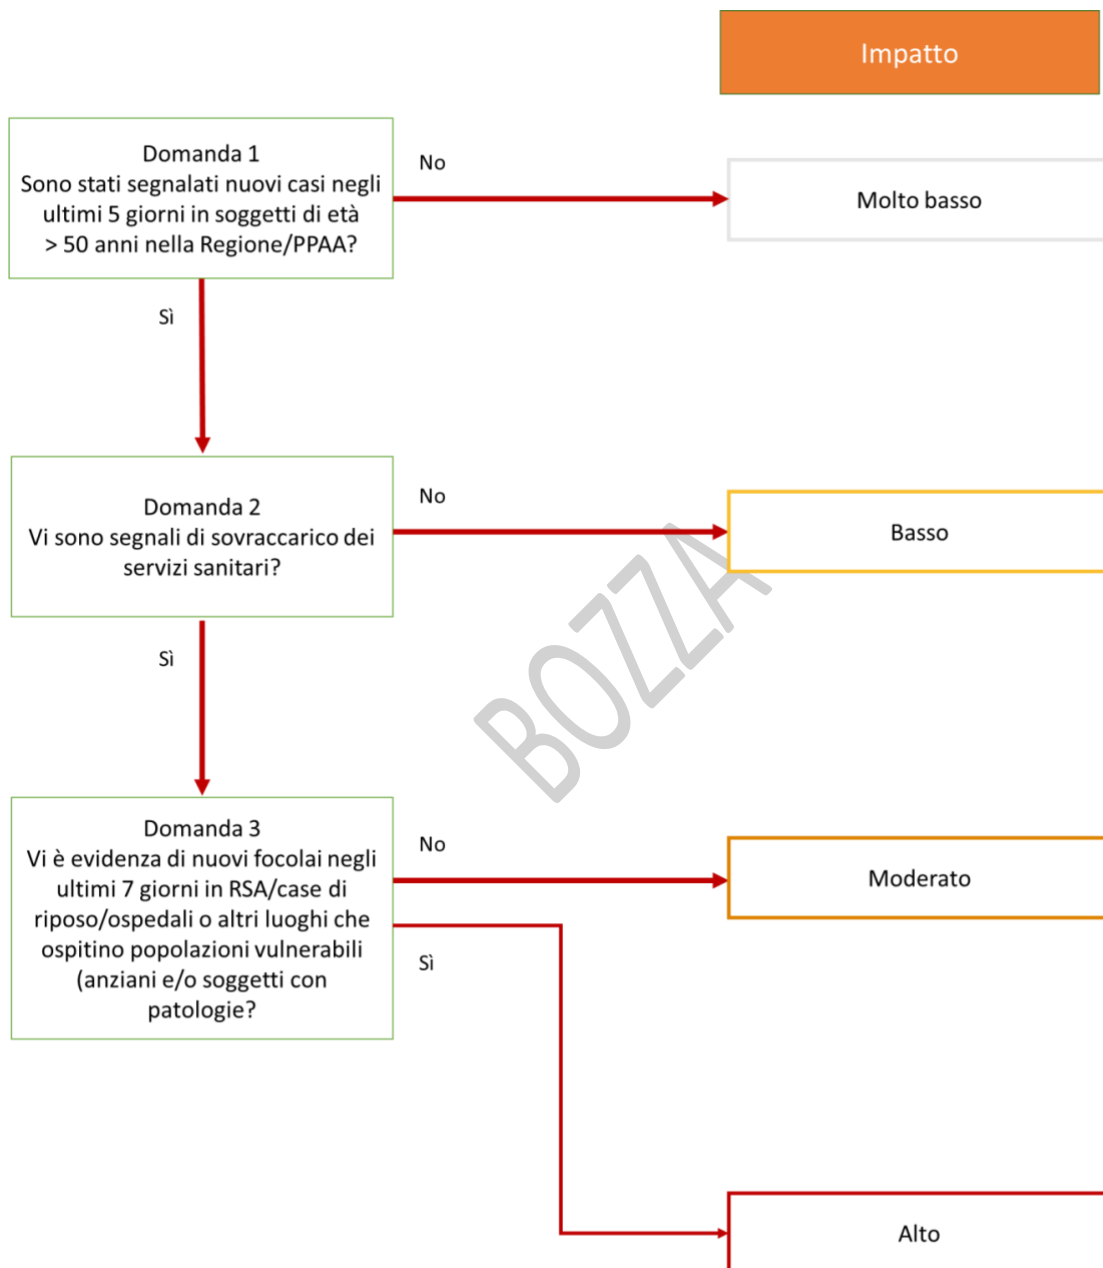 Impatto
Domanda 1
Sono stati segnalati nuovi casi negli
ultimi 5 giorni in soggetti di età
> 50 anni nella Regione/PPAA?
No
Molto basso
Sì
Domanda 2
Vi sono segnali di sovraccarico dei
servizi sanitari?
No
Basso
BOZZA
Sì
Domanda 3
Vi è evidenza di nuovi focolai negli
ultimi 7 giorni in RSA/case di
riposo/ospedali o altri luoghi che
ospitino popolazioni vulnerabili
(anziani e/o soggetti con
patologie?
No
Moderato
Sì
Alto